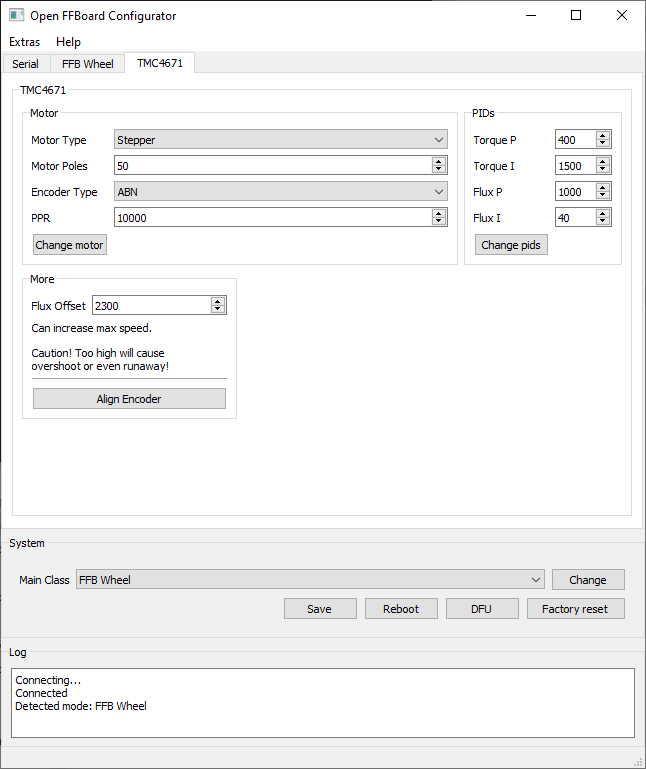 Open FFBoard Configurator
Extras Help
Serial FFB Wheel TMC4671
TMC4671
Motor
Motor Type Stepper
Motor Poles 50
Encoder Type ABN
PPR 10000
Change motor
PIDs
Torque P 400
Torque I 1500
Flux P 1000
Flux I 40
Change pids
More
Flux Offset 2300
Can increase max speed.
Caution! Too high will cause
overshoot or even runaway!
Align Encoder
System
Main Class FFB Wheel Change
Save Reboot DFU Factory reset
Log
Connecting...
Connected
Detected mode: FFB Wheel